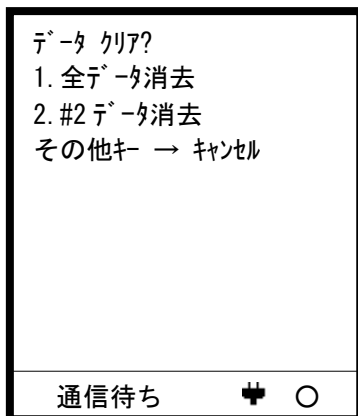 ﾃﾞｰﾀ ｸﾘｱ?
1. 全ﾃﾞｰﾀ消去
2. #2 ﾃﾞｰﾀ消去
その他ｷｰ → ｷｬﾝｾﾙ
通信待ち ○